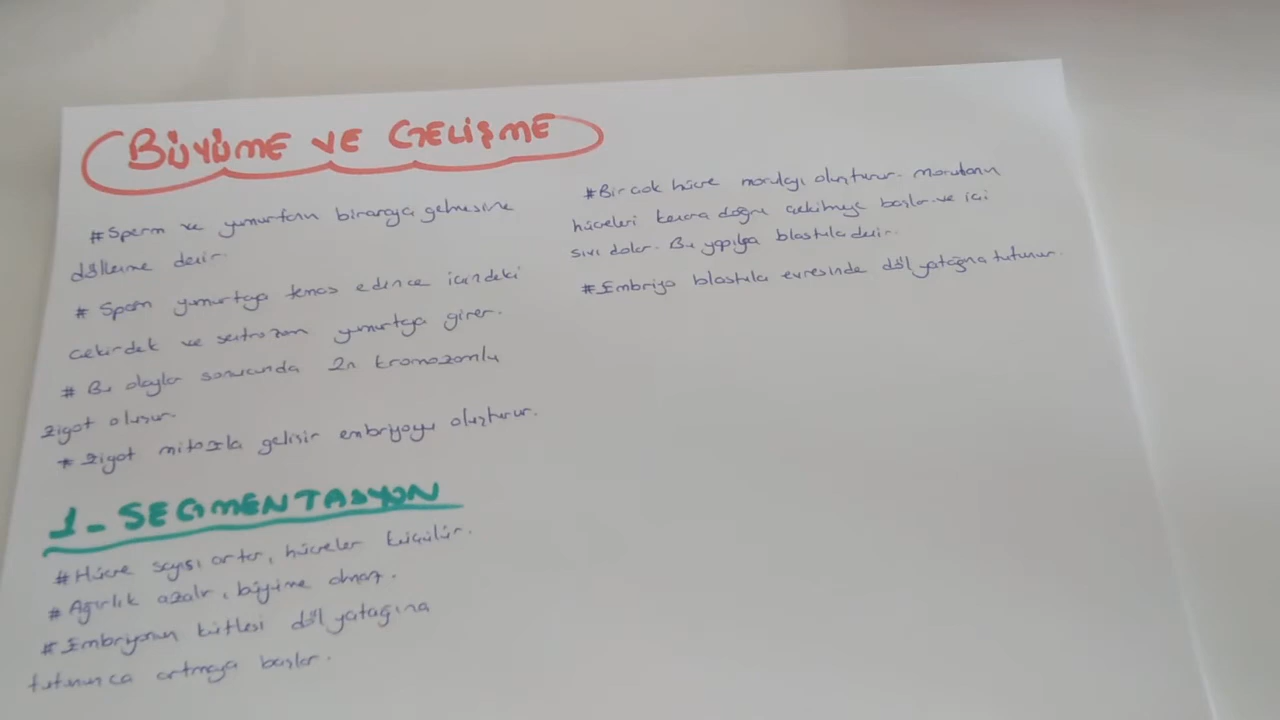 BÜYÜME VE GELİŞME
#Sperm ve yumurtanın biraraya gelmesine
döllenme denir.
# Sperm yumurtaya temas edince içindeki
çekirdek ve sentrozom yumurtaya girer.
# Bu olaylar sonucunda 2n kromozomlu
zigot oluşur.
* Zigot mitozla gelişir embriyoyu oluşturur.
1- SEGMENTASYON
#Hücre sayısı artar, hücreler küçülür.
# Ağırlık azalır, büyüme olmaz.
# Embriyonun kütlesi döl yatağına
tutununca artmaya başlar.
#Birçok hücre morulayı oluşturur. Morulanın
hücreleri kenara doğru çekilmeye başlar ve içi
sıvı dolar. Bu yapıya blastula denir.
#Embriyo blastula evresinde döl yatağına tutunur.